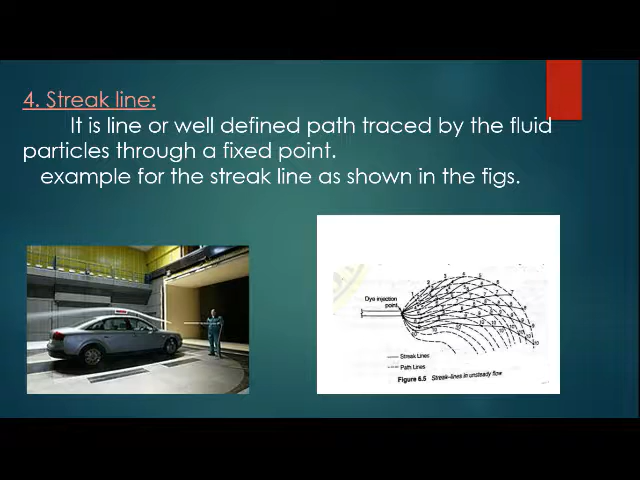 4. Streak line:
It is line or well defined path traced by the fluid
particles through a fixed point.
example for the streak line as shown in the figs.
Dye injection
point
Streak Lines
Path Lines
Figure 6.5 Streak-lines in unsteady flow